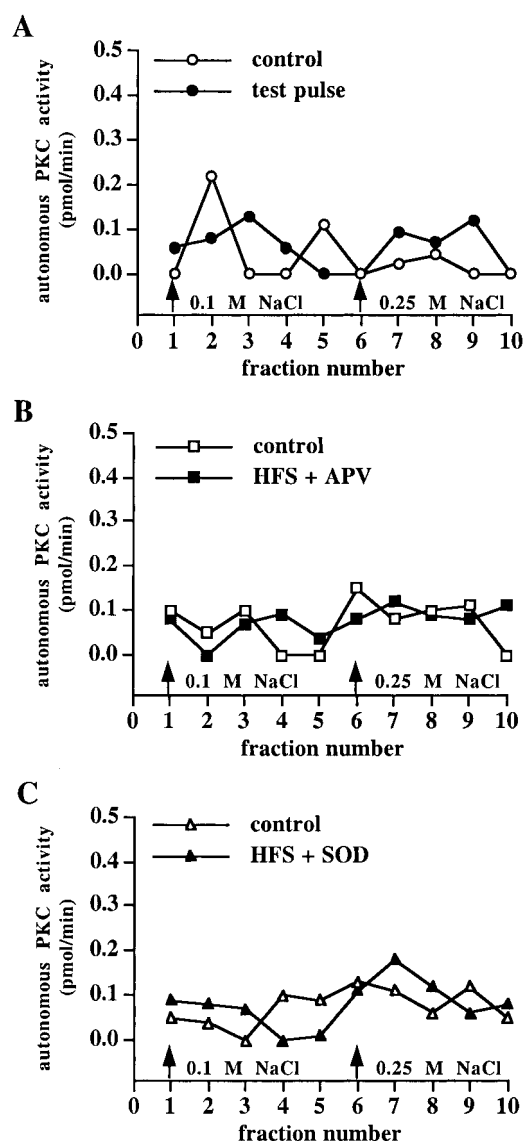 A
autonomous PKC activity
(pmol/min)
0.5
0.4
0.3
0.2
0.1
0.0
control
test pulse
0.1 M NaCl
0.25 M NaCl
0 1 2 3 4 5 6 7 8 9 10
fraction number
B
autonomous PKC activity
(pmol/min)
0.5
0.4
0.3
0.2
0.1
0.0
control
HFS + APV
0.1 M NaCl
0.25 M NaCl
0 1 2 3 4 5 6 7 8 9 10
fraction number
C
autonomous PKC activity
(pmol/min)
0.5
0.4
0.3
0.2
0.1
0.0
control
HFS + SOD
0.1 M NaCl
0.25 M NaCl
0 1 2 3 4 5 6 7 8 9 10
fraction number